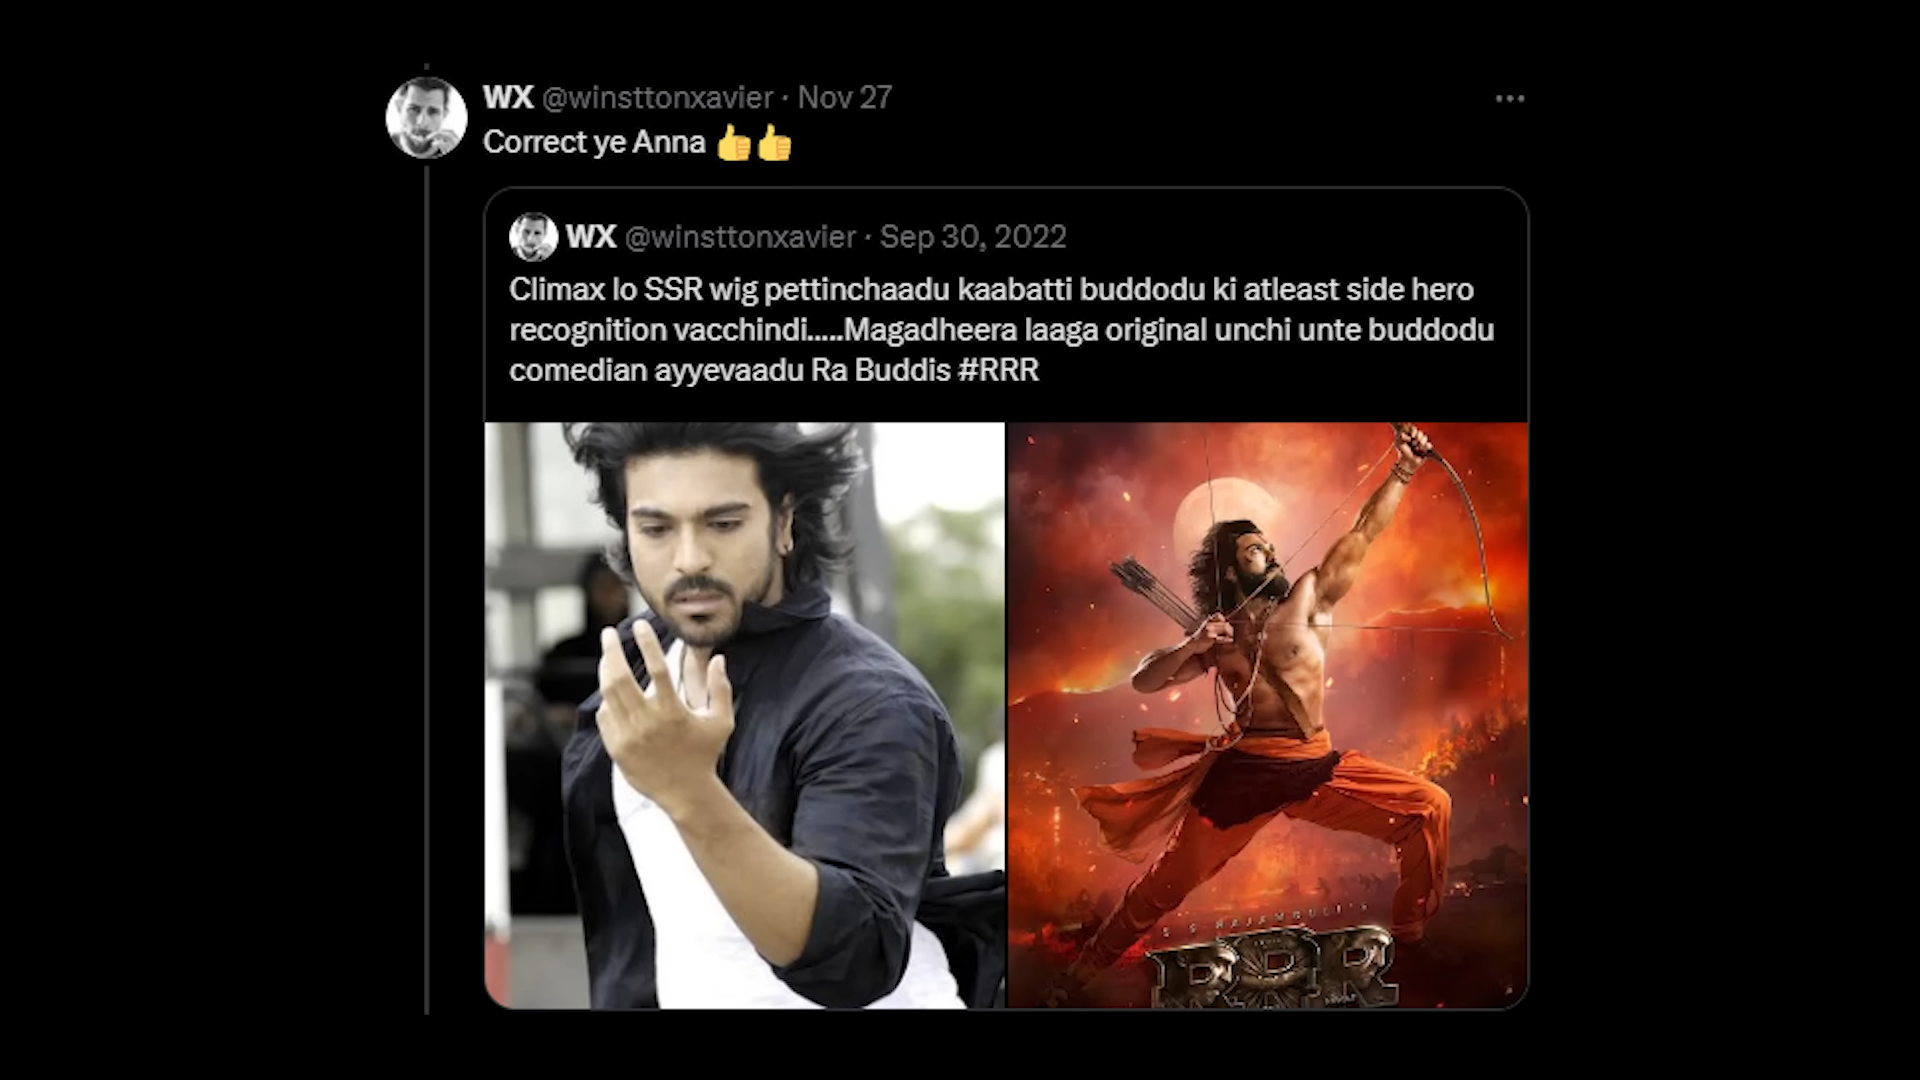 WX @winsttonxavier · Nov 27
Correct ye Anna 👍👍
WX @winsttonxavier · Sep 30, 2022
Climax lo SSR wig pettinchaadu kaabatti buddodu ki atleast side hero
recognition vacchindi.....Magadheera laaga original unchi unte buddodu
comedian ayyevaadu Ra Buddis #RRR
S S RAJAMOULI'S
RRR